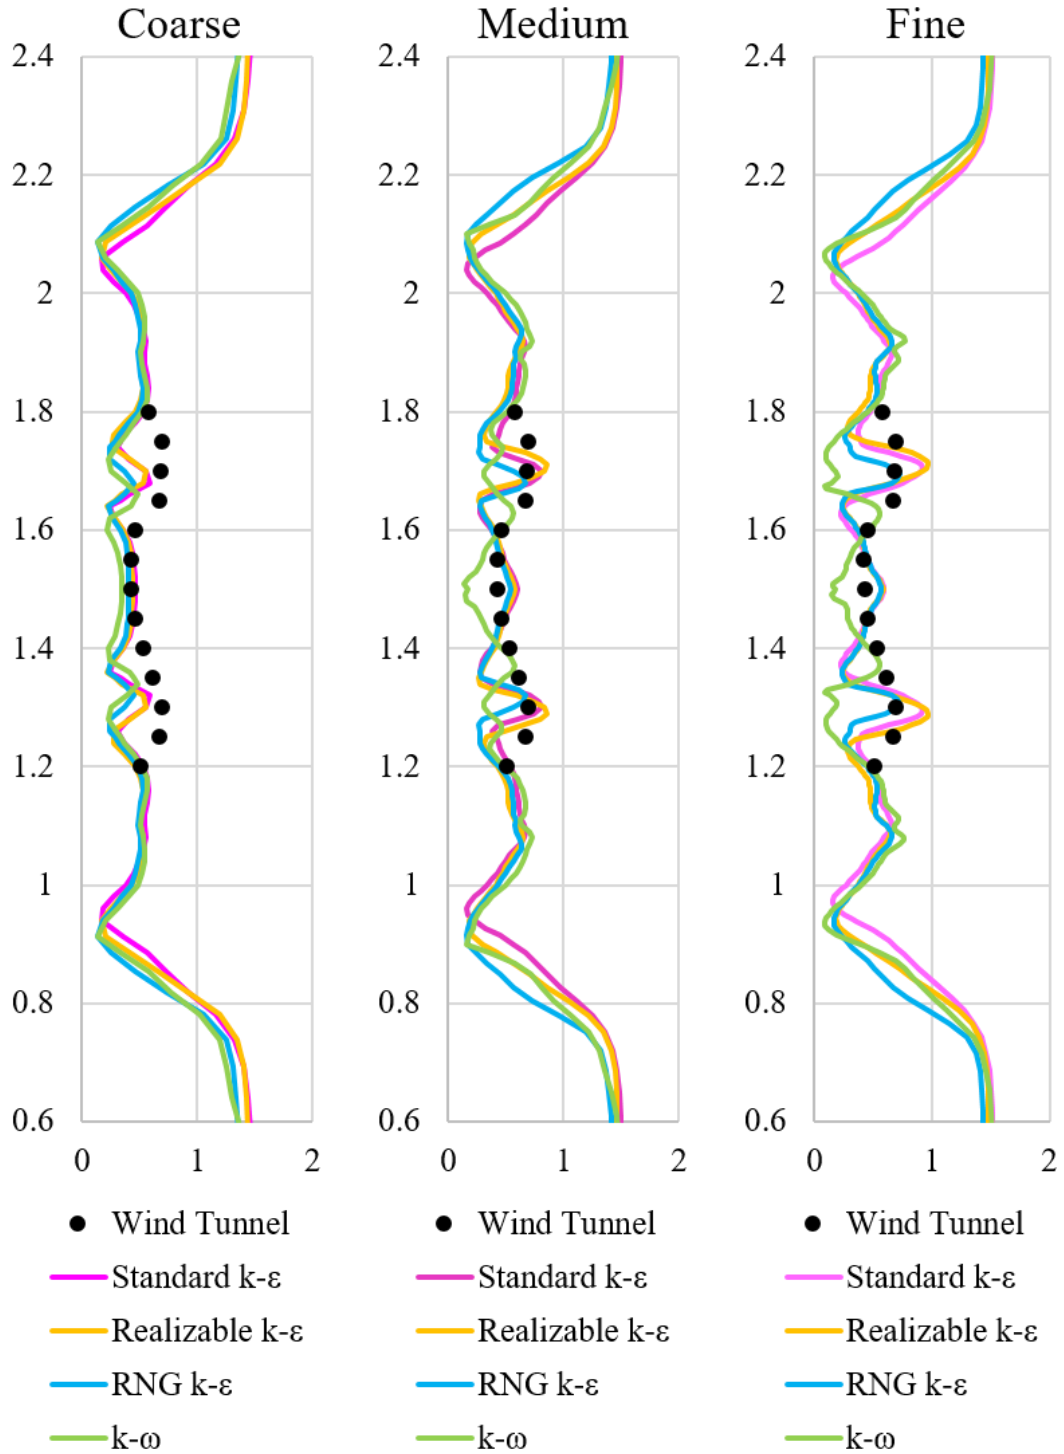 Coarse Medium Fine
2.4 2.4 2.4
2.2 2.2 2.2
2 2 2
1.8 1.8 1.8
1.6 1.6 1.6
1.4 1.4 1.4
1.2 1.2 1.2
1 1 1
0.8 0.8 0.8
0.6 0.6 0.6
0 1 2 0 1 2 0 1 2
Wind Tunnel Wind Tunnel Wind Tunnel
Standard k-ε Standard k-ε Standard k-ε
Realizable k-ε Realizable k-ε Realizable k-ε
RNG k-ε RNG k-ε RNG k-ε
k-ω k-ω k-ω